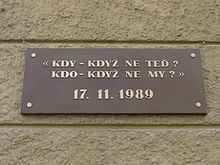 « KDY - KDYŽ NE TEĎ ?
KDO - KDYŽ NE MY ? »
17. 11. 1989